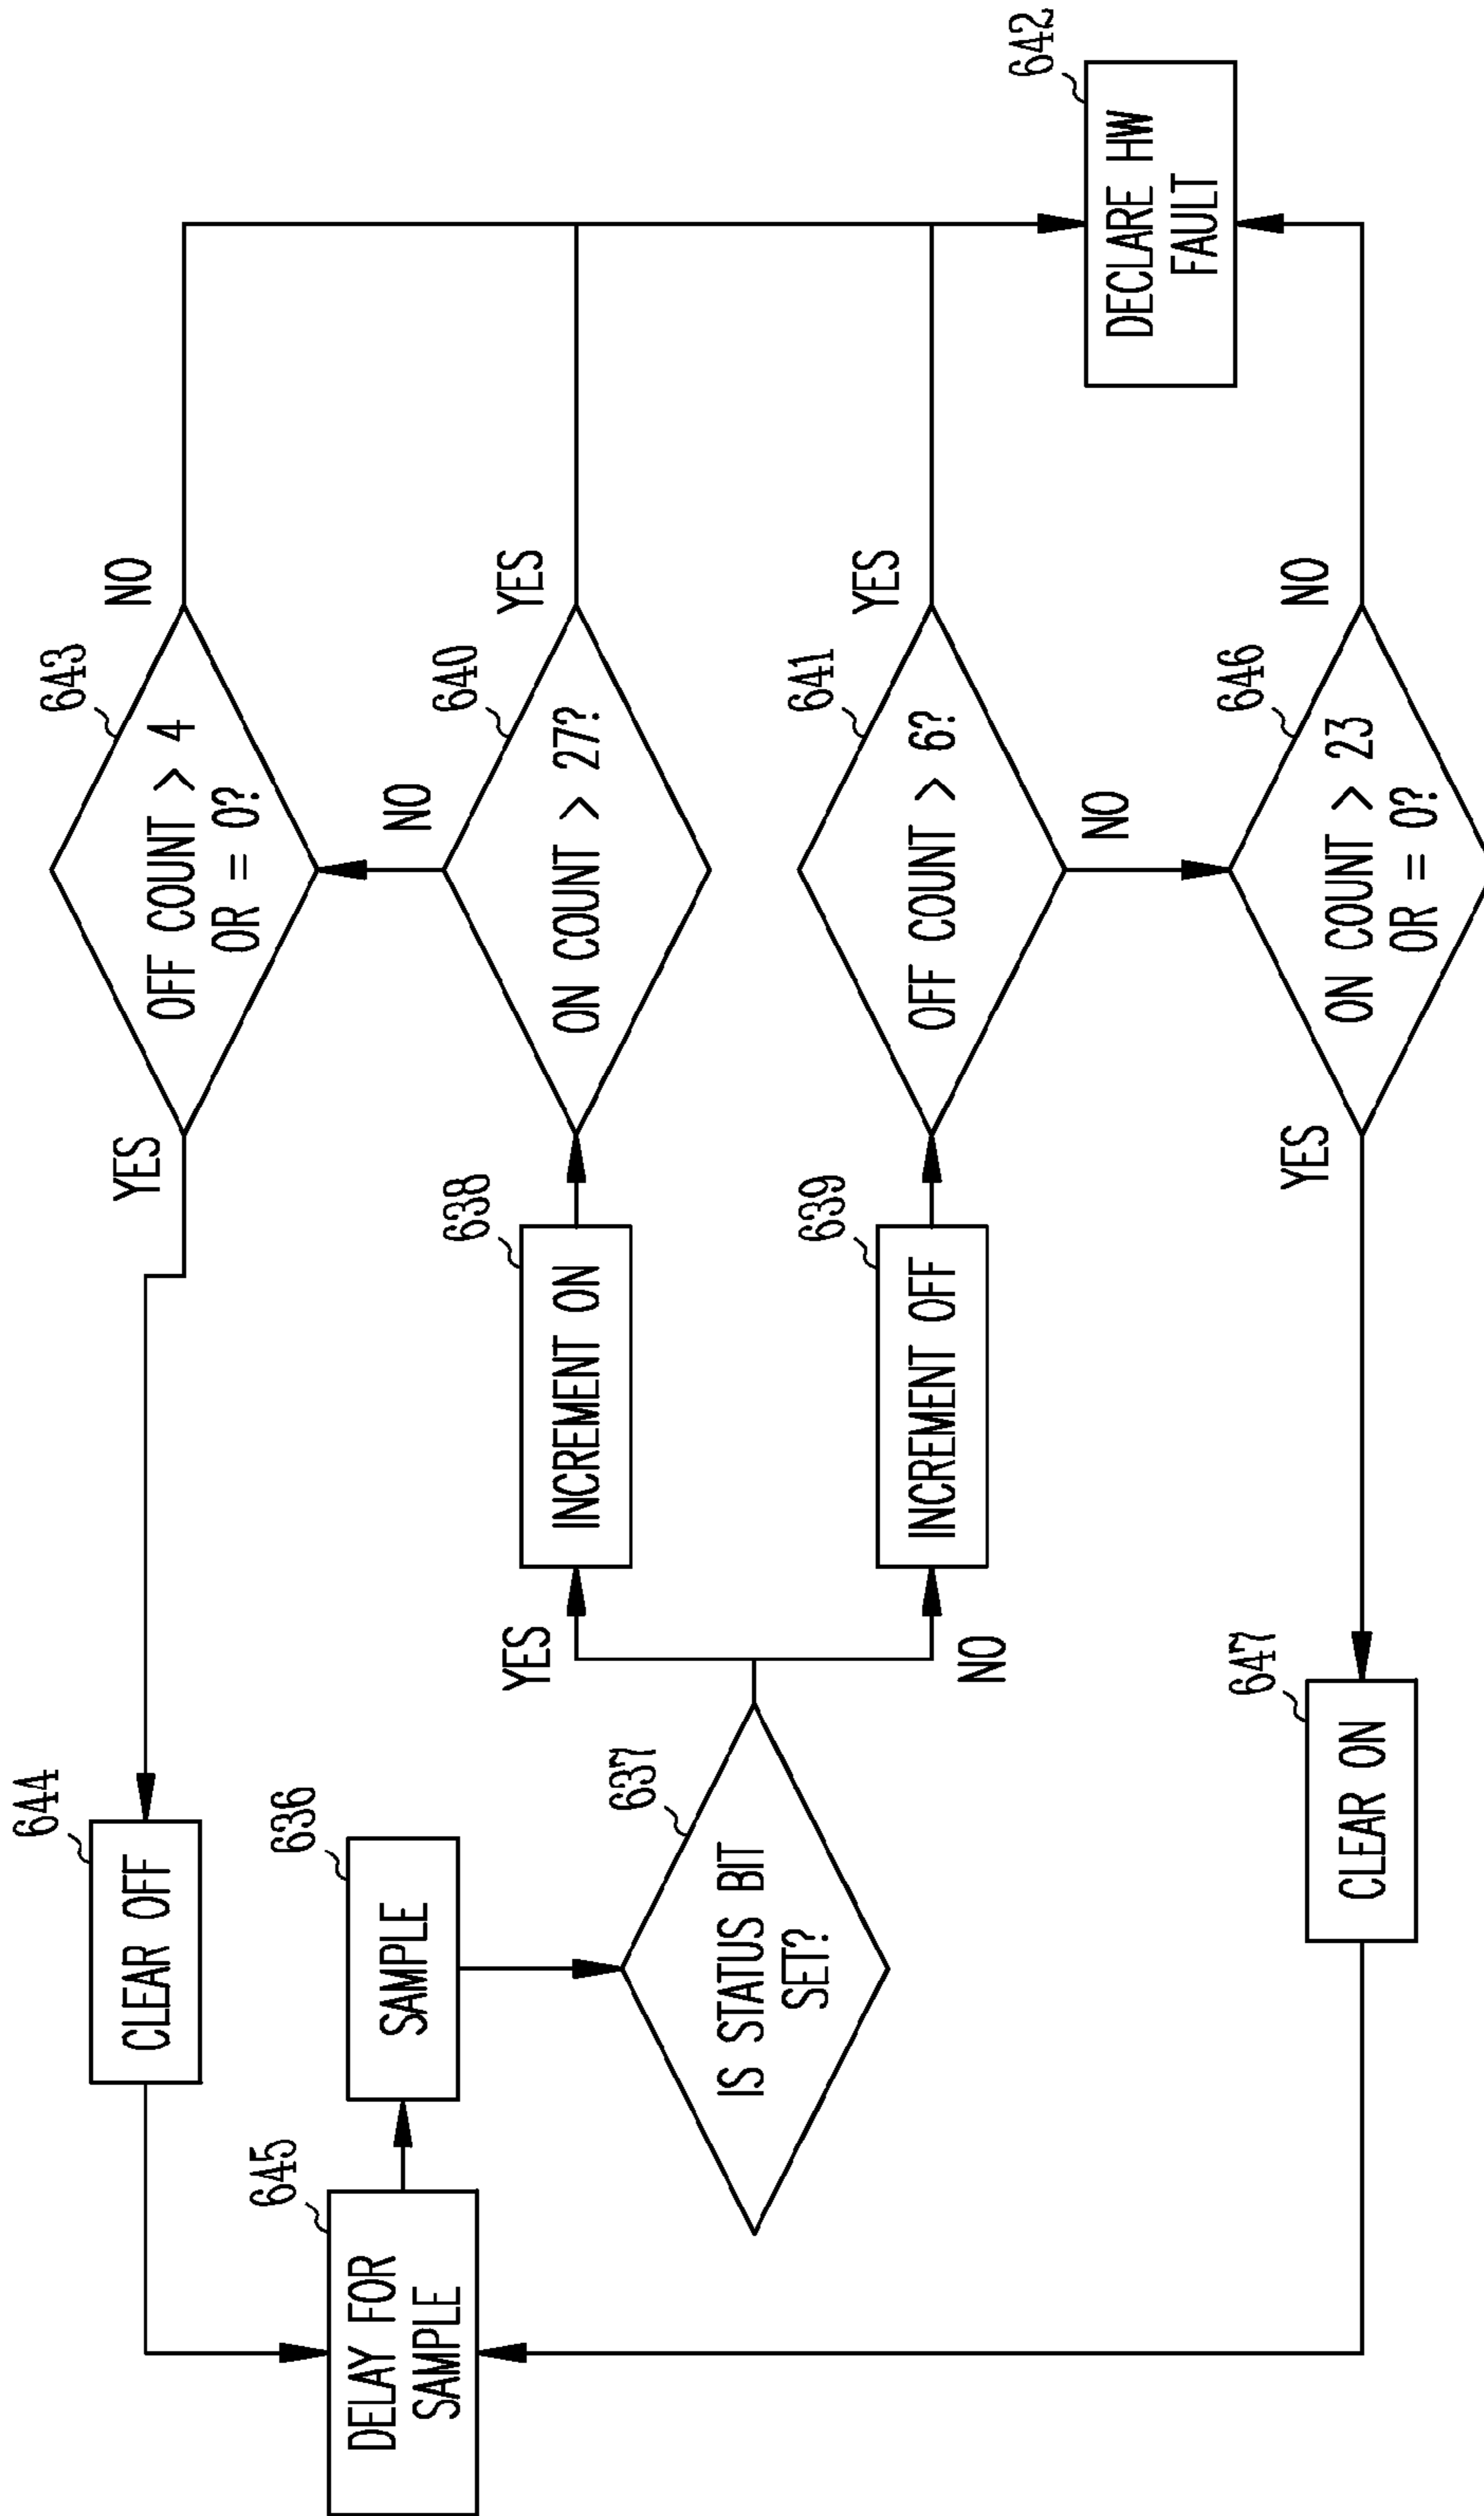 644
CLEAR OFF
YES
643
OFF COUNT > 4
OR = 0?
NO
645
DELAY FOR
SAMPLE
636
SAMPLE
637
IS STATUS BIT
SET?
YES
638
INCREMENT ON
NO
640
ON COUNT > 27?
YES
NO
639
INCREMENT OFF
641
OFF COUNT > 6?
YES
NO
642
DECLARE HW
FAULT
647
CLEAR ON
YES
646
ON COUNT > 23
OR = 0?
NO